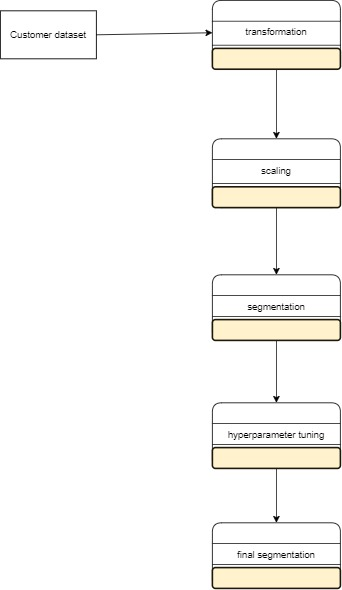 Customer dataset
transformation
scaling
segmentation
hyperparameter tuning
final segmentation